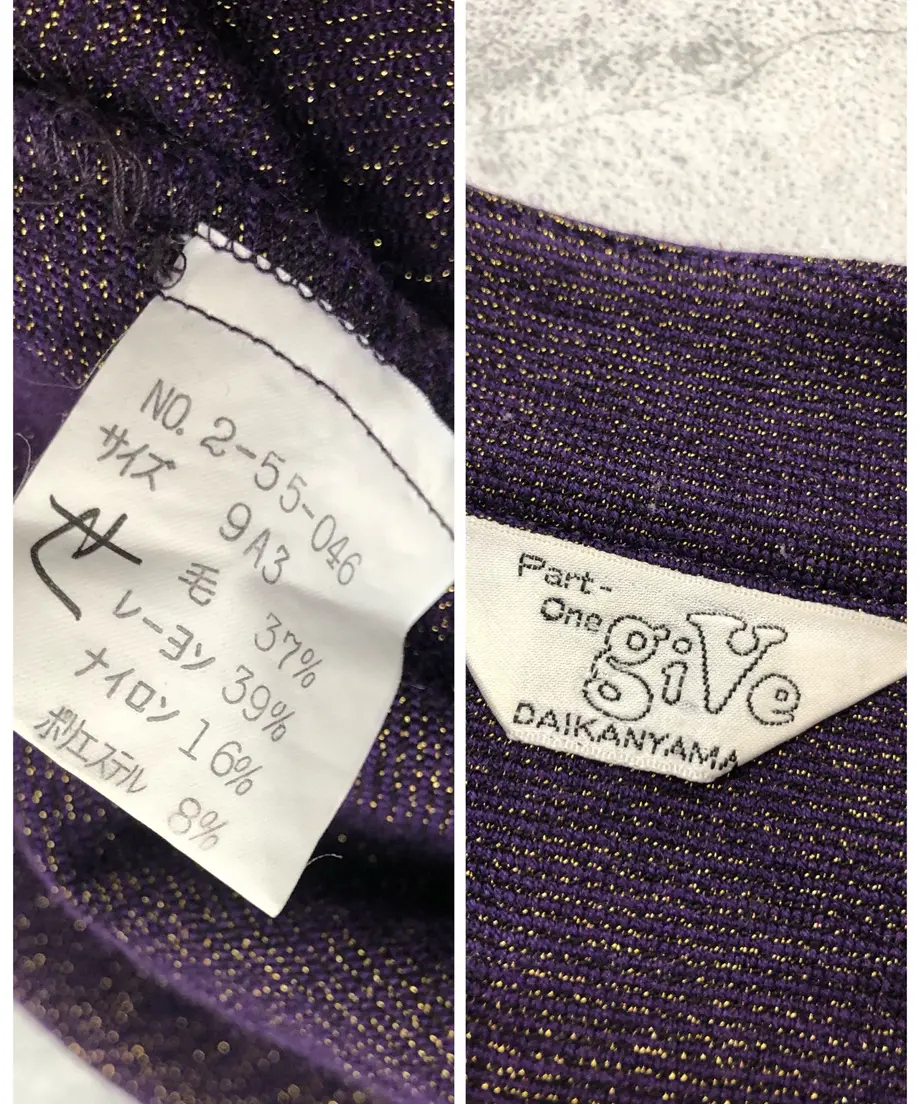 NO. 2-55-046
サイズ 9A3
毛 37%
レーヨン 39%
ナイロン 16%
ポリエステル 8%
Part-
One giVe
DAIKANYAMA